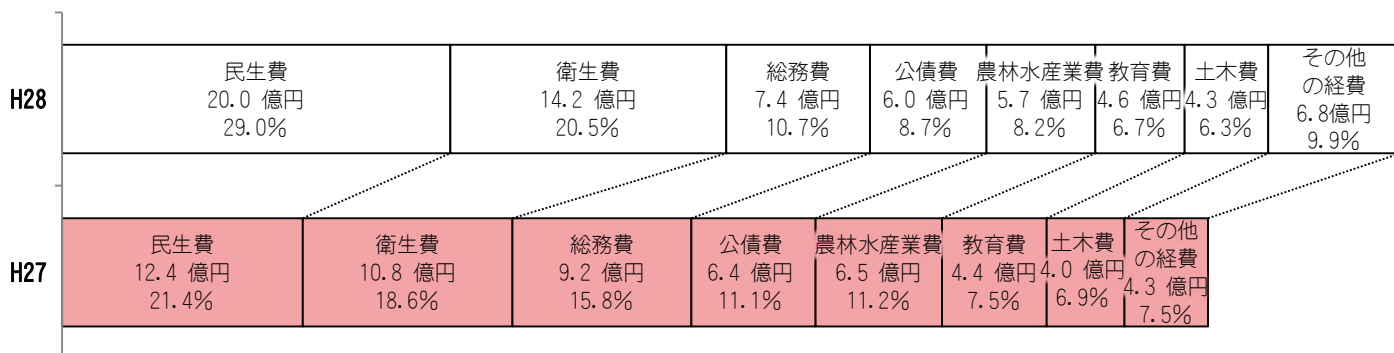 H28
民生費
20.0 億円
29.0%
衛生費
14.2 億円
20.5%
総務費
7.4 億円
10.7%
公債費
6.0 億円
8.7%
農林水産業費
5.7 億円
8.2%
教育費
4.6 億円
6.7%
土木費
4.3 億円
6.3%
その他
の経費
6.8億円
9.9%
H27
民生費
12.4 億円
21.4%
衛生費
10.8 億円
18.6%
総務費
9.2 億円
15.8%
公債費
6.4 億円
11.1%
農林水産業費
6.5 億円
11.2%
教育費
4.4 億円
7.5%
土木費
4.0 億円
6.9%
その他
の経費
4.3 億円
7.5%